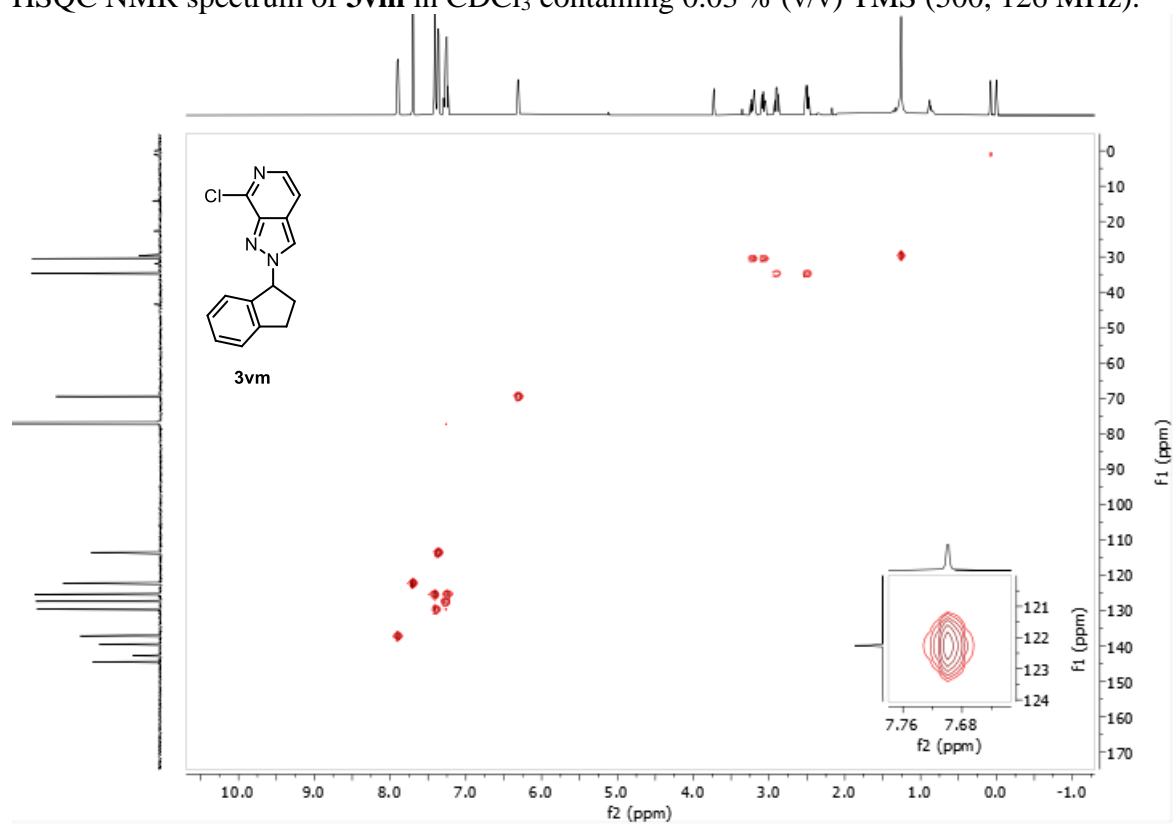 HSQC NMR spectrum of 3vm in CDCl3 containing 0.03 % (v/v) TMS (500, 126 MHz).
N
Cl
N
N
3vm
0
10
20
30
40
50
60
70
80
90
100
110
120
130
140
150
160
170
f1 (ppm)
121
122
123
124
f1 (ppm)
7.76 7.68
f2 (ppm)
10.0 9.0 8.0 7.0 6.0 5.0 4.0 3.0 2.0 1.0 0.0 -1.0
f2 (ppm)